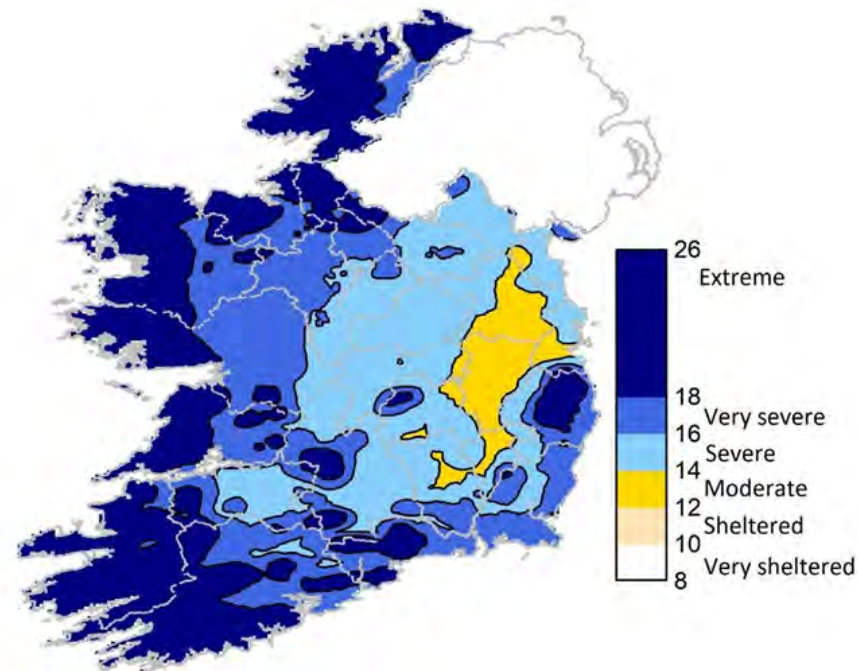 26
Extreme
18
Very severe
16
Severe
14
Moderate
12
Sheltered
10
Very sheltered
8